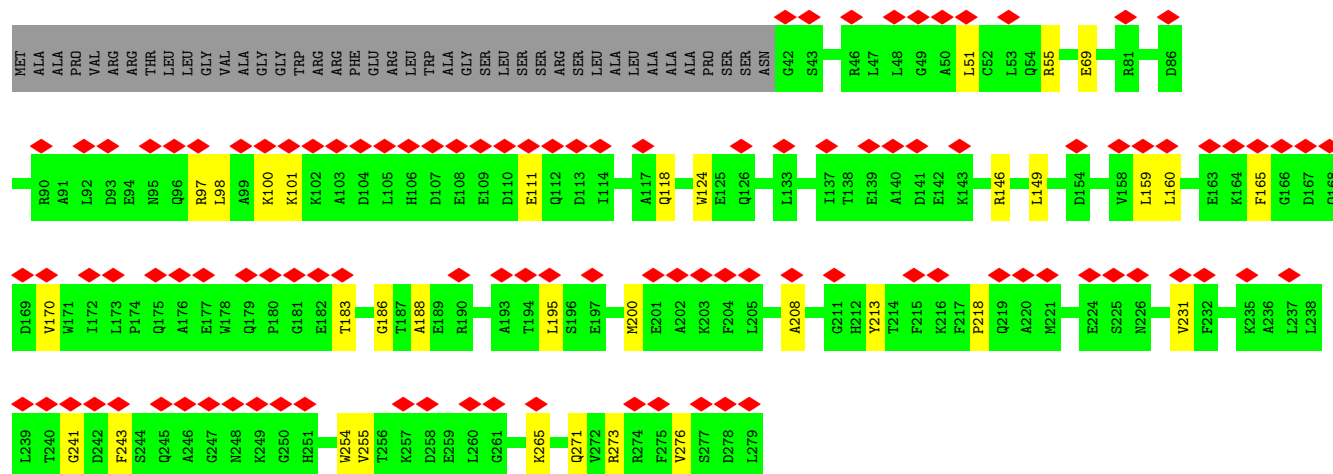 MET ALA ALA PRO VAL ARG ARG THR LEU LEU GLY VAL ALA GLY GLY TRP ARG ARG PHE GLU ARG LEU TRP ALA GLY SER LEU SER SER ARG SER LEU ALA LEU ALA ALA ALA PRO SER SER ASN G42 S43 R46 L47 L48 G49 A50 L51 C52 L53 Q54 R55 E69 R81 D86
R90 A91 L92 D93 E94 N95 Q96 R97 L98 A99 K100 K101 K102 A103 D104 L105 H106 D107 E108 E109 D110 E111 Q112 D113 I114 A117 Q118 W124 E125 Q126 L133 I137 T138 E139 A140 D141 E142 K143 R146 L149 D154 V158 L159 L160 E163 K164 F165 G166 D167
D169 V170 W171 I172 L173 P174 Q175 A176 E177 W178 Q179 P180 G181 E182 T183 G186 T187 A188 E189 R190 A193 T194 L195 S196 E197 M200 E201 A202 K203 F204 L205 A208 G211 H212 Y213 T214 F215 K216 F217 P218 Q219 A220 M221 E224 S225 N226 V231 F232 K235 A236 L237 L238
L239 T240 G241 D242 F243 S244 Q245 A246 G247 N248 K249 G250 H251 W254 V255 T256 K257 D258 E259 L260 G261 K265 Q271 V272 R273 R274 F275 V276 S277 D278 L279